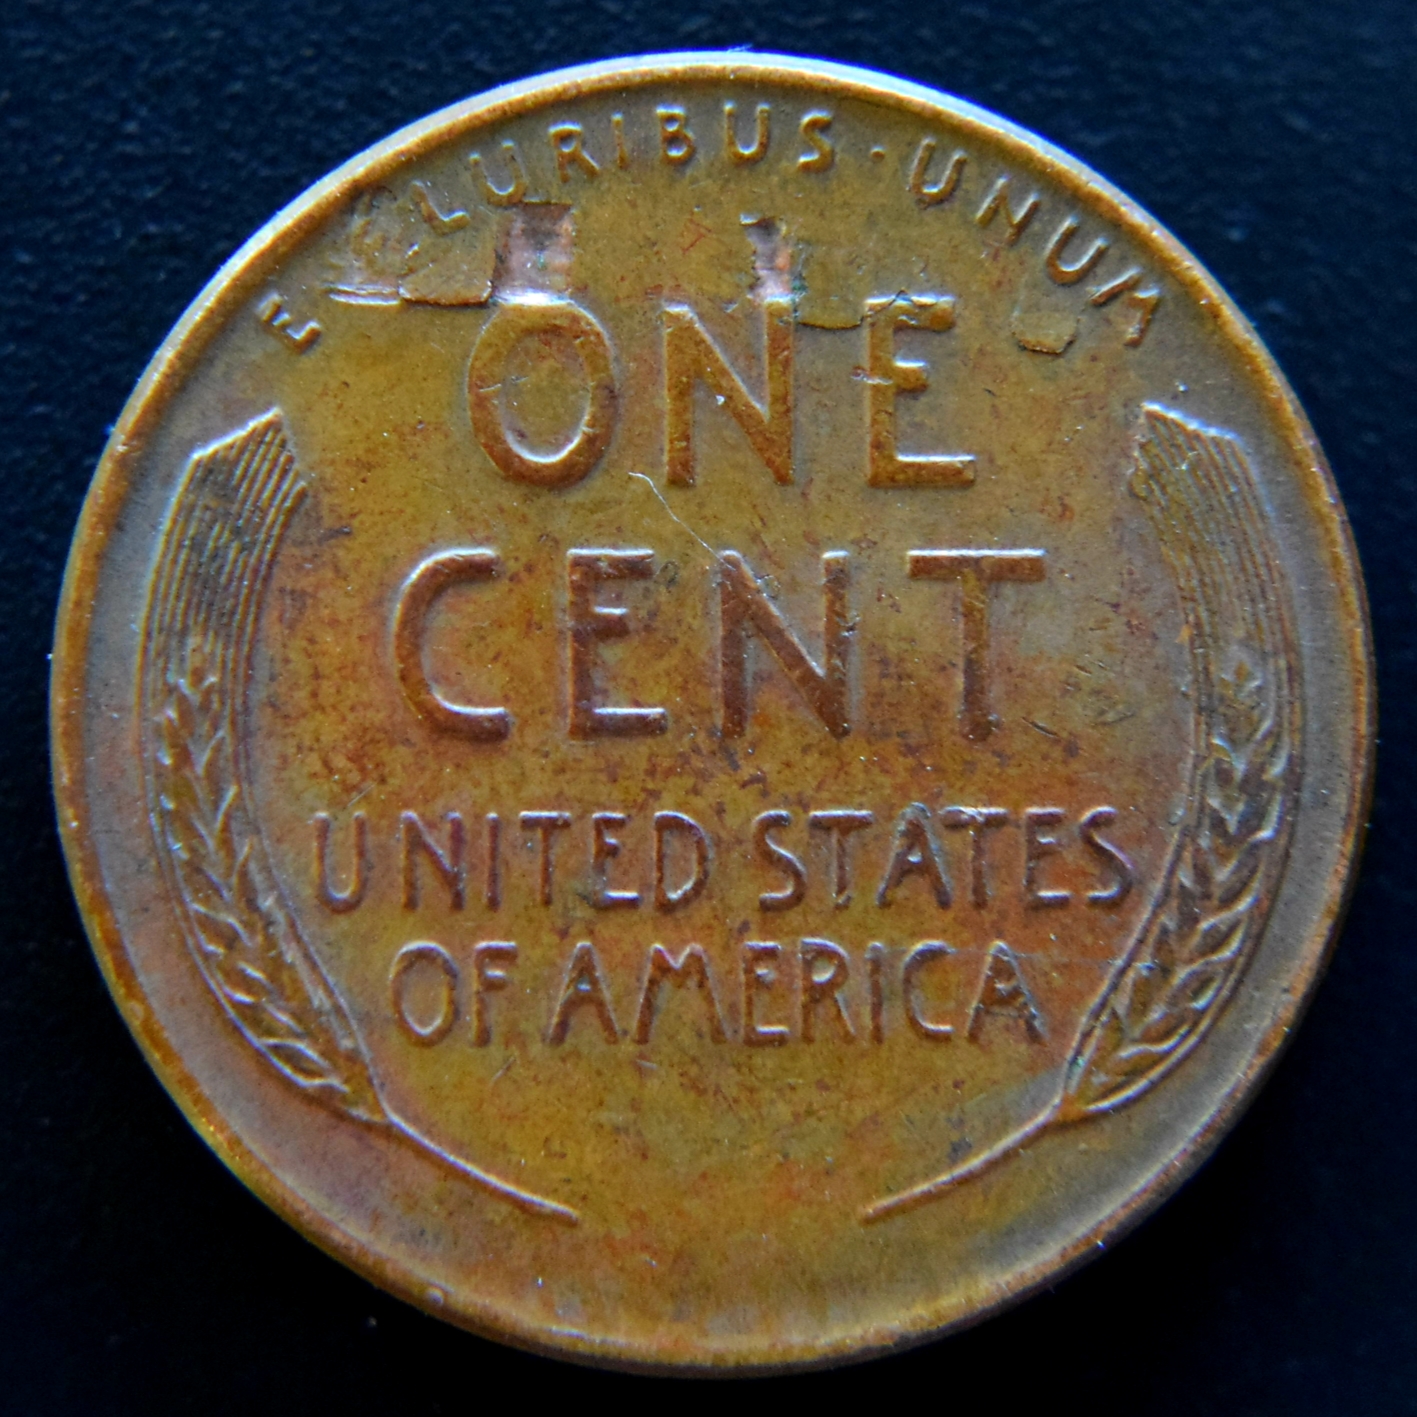 E PLURIBUS · UNUM
ONE
CENT
UNITED STATES
OF AMERICA